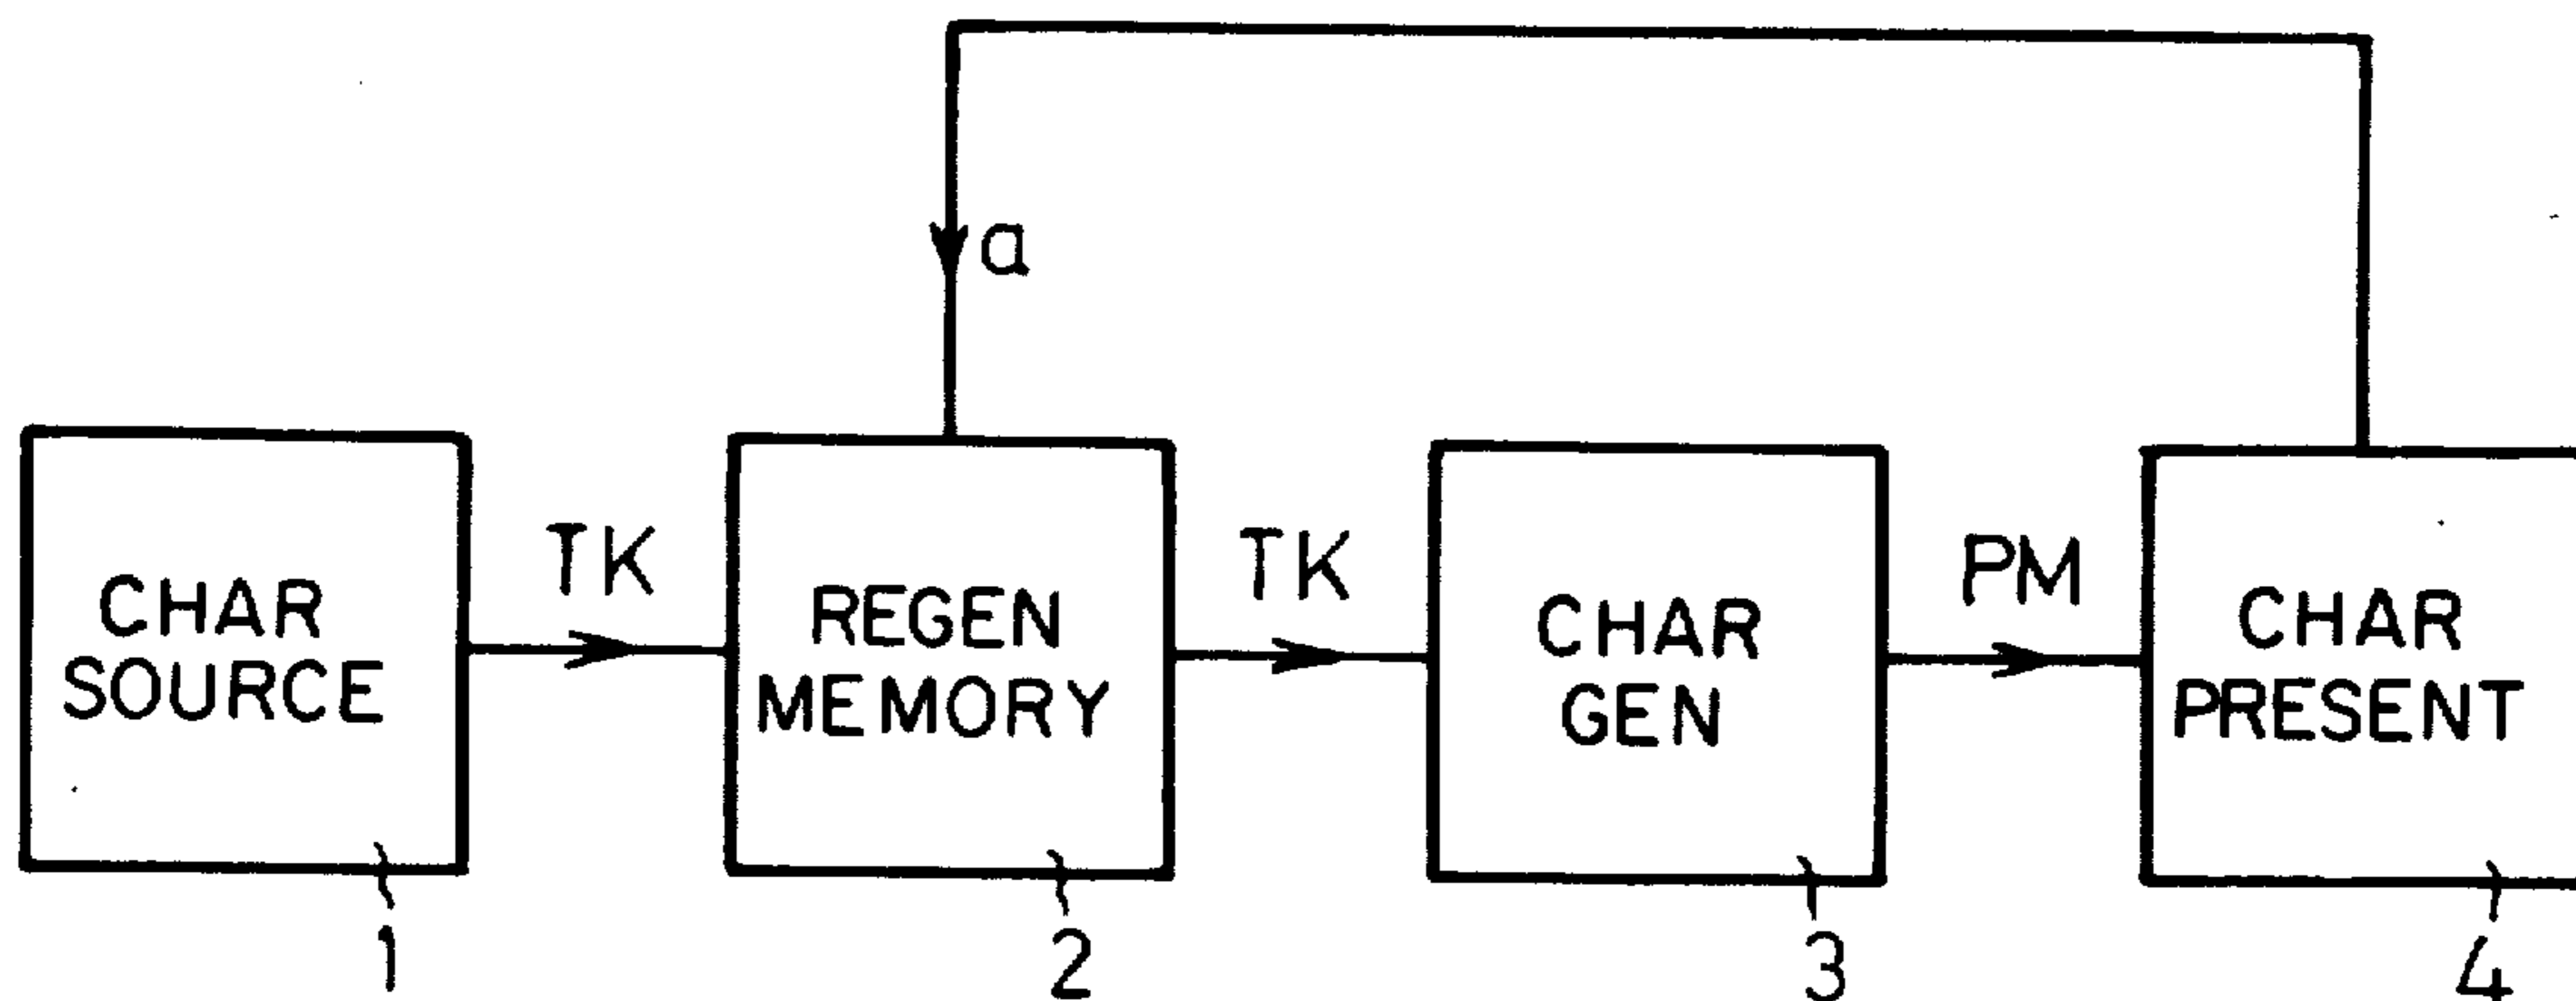 a
CHAR
SOURCE
TK
REGEN
MEMORY
TK
CHAR
GEN
PM
CHAR
PRESENT
1
2
3
4